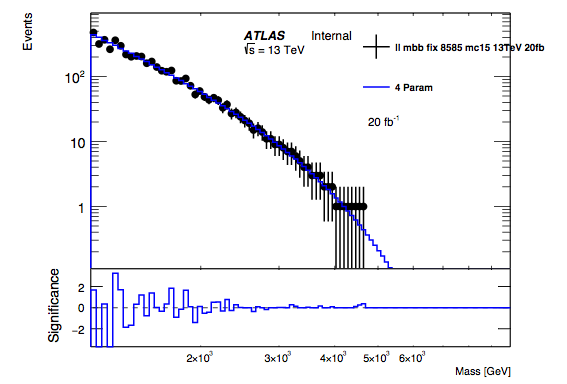 Events
ATLAS Internal
√s = 13 TeV
ll mbb fix 8585 mc15 13TeV 20fb
4 Param
20 fb⁻¹
10²
10
1
Significance
2
0
−2
2×10³ 3×10³ 4×10³ 5×10³ 6×10³
Mass [GeV]